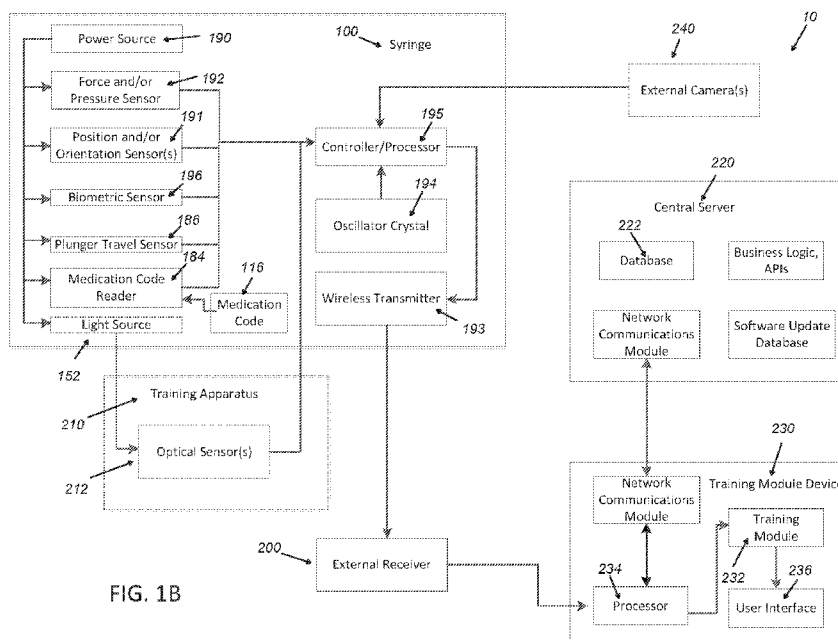 10
100
Syringe
Power Source
190
192
Force and/or
Pressure Sensor
191
Position and/or
Orientation Sensor(s)
196
Biometric Sensor
186
Plunger Travel Sensor
184
Medication Code
Reader
116
Medication
Code
Light Source
152
195
Controller/Processor
194
Oscillator Crystal
Wireless Transmitter
193
240
External Camera(s)
220
Central Server
222
Database
Business Logic,
APIs
Network
Communications
Module
Software Update
Database
Training Apparatus
210
Optical Sensor(s)
212
230
Training Module Device
Network
Communications
Module
Training
Module
232
234
Processor
236
User Interface
200
External Receiver
FIG. 1B